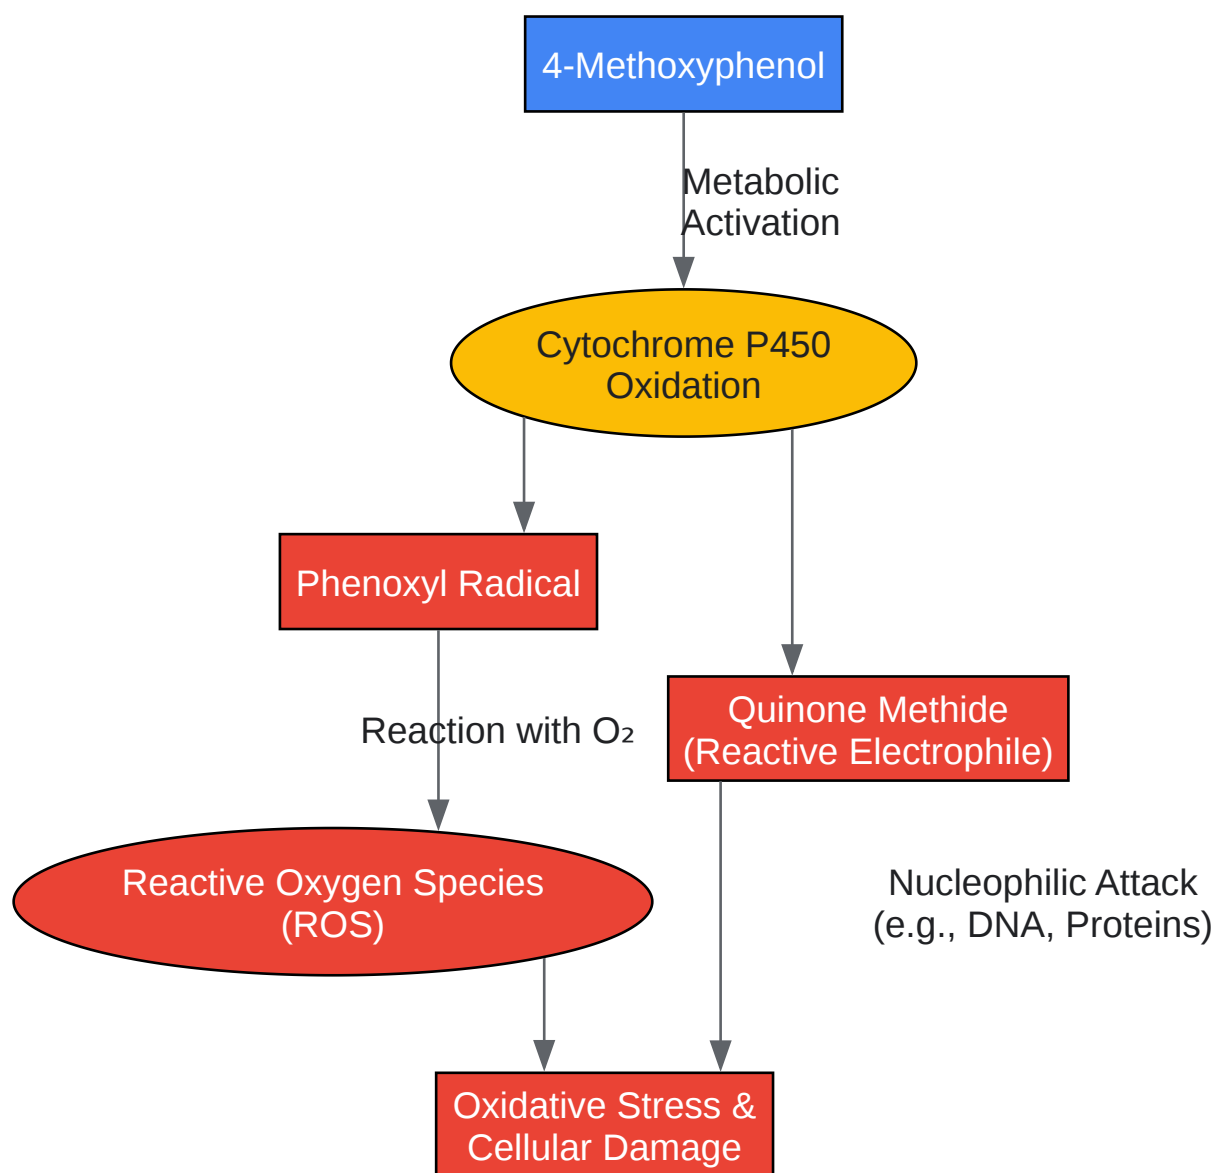 4-Methoxyphenol
Metabolic
Activation
Cytochrome P450
Oxidation
Phenoxyl Radical
Quinone Methide
(Reactive Electrophile)
Reaction with O₂
Reactive Oxygen Species
(ROS)
Nucleophilic Attack
(e.g., DNA, Proteins)
Oxidative Stress &
Cellular Damage